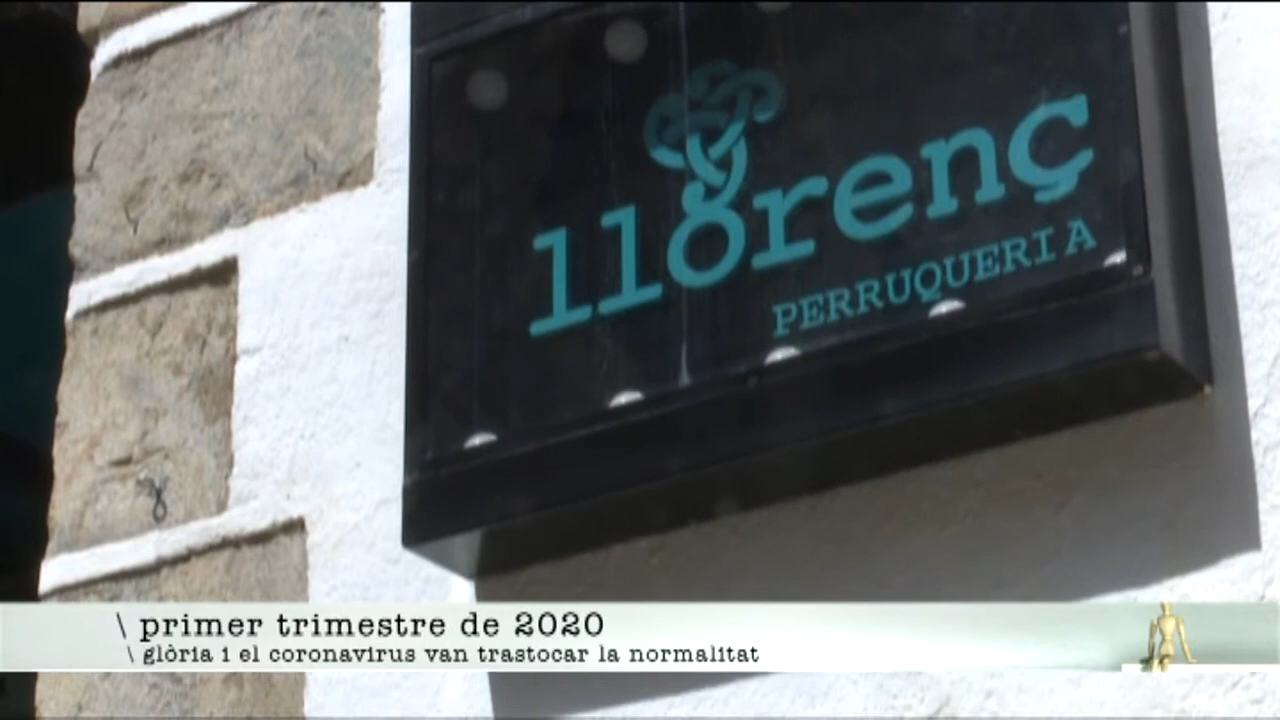 llorenç
PERRUQUERIA
\ primer trimestre de 2020
\ glòria i el coronavirus van trastocar la normalitat